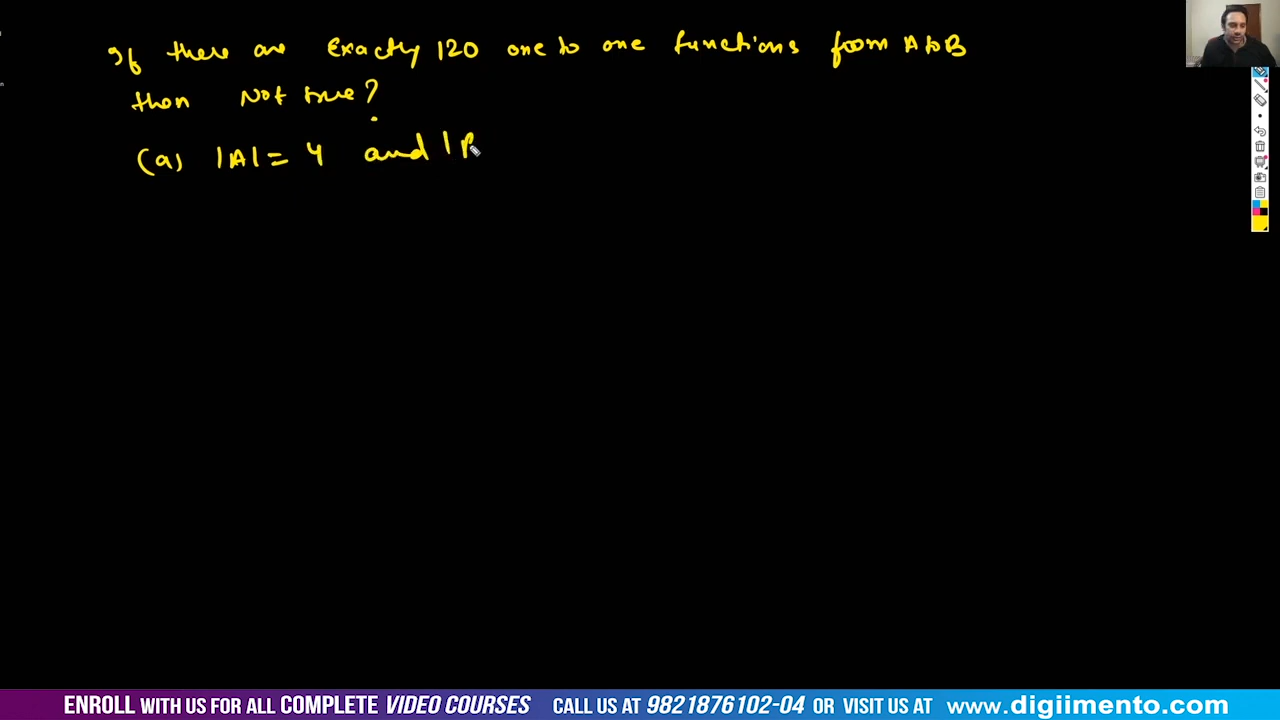 If there are Exactly 120 one to one functions from A to B
then Not true?
(a) |A| = 4 and |B
ENROLL WITH US FOR ALL COMPLETE VIDEO COURSES CALL US AT 9821876102-04 OR VISIT US AT www.digiimento.com